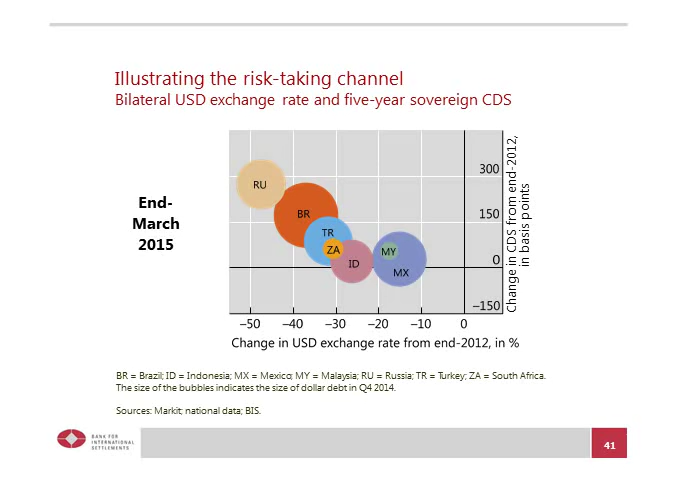 Illustrating the risk-taking channel
Bilateral USD exchange rate and five-year sovereign CDS
End-
March
2015
RU
BR
TR
ZA
ID
MY
MX
300
150
0
–150
Change in CDS from end-2012,
in basis points
–50 –40 –30 –20 –10 0
Change in USD exchange rate from end-2012, in %
BR = Brazil; ID = Indonesia; MX = Mexico; MY = Malaysia; RU = Russia; TR = Turkey; ZA = South Africa.
The size of the bubbles indicates the size of dollar debt in Q4 2014.
Sources: Markit; national data; BIS.
BANK FOR
INTERNATIONAL
SETTLEMENTS
41